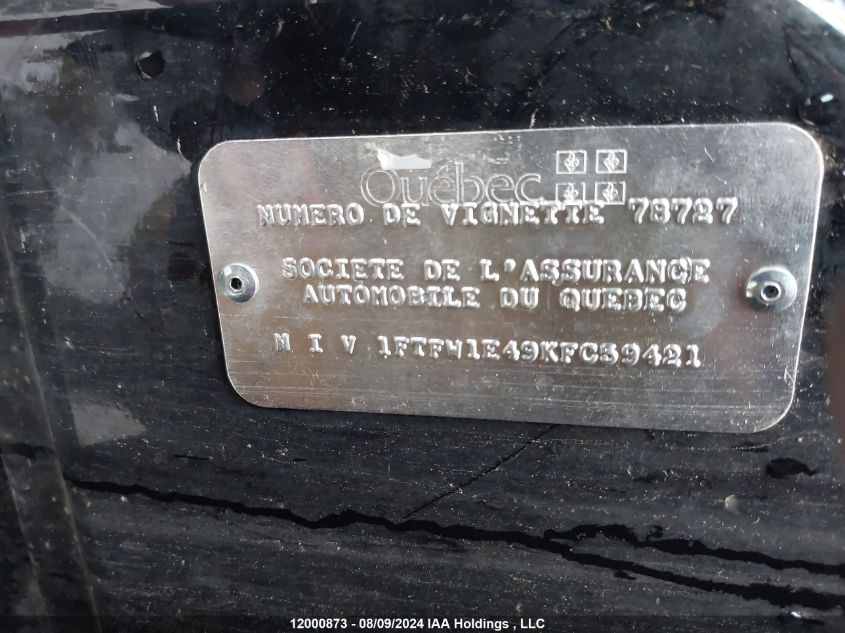 Québec
NUMERO DE VIGNETTE 78727
SOCIETE DE L'ASSURANCE
AUTOMOBILE DU QUEBEC
N I V 1FTFW1E49KFC39421
12000873 - 08/09/2024 IAA Holdings , LLC